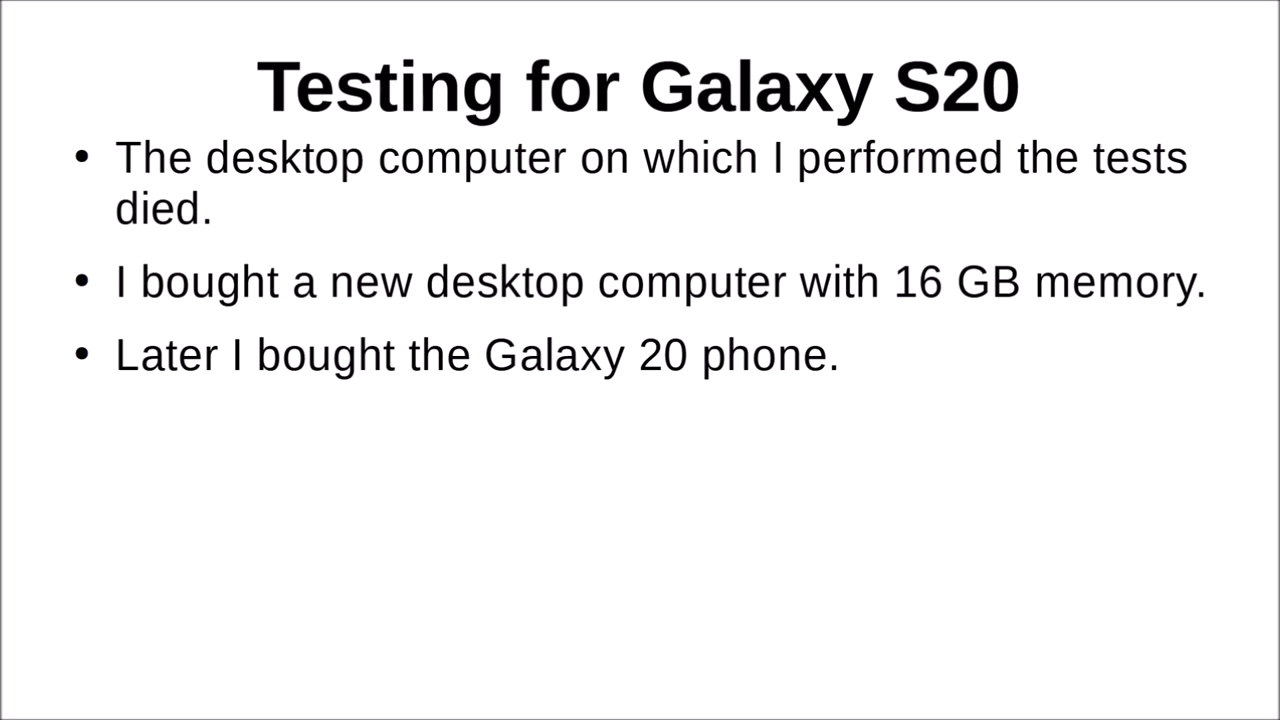 Testing for Galaxy S20
• The desktop computer on which I performed the tests
died.
• I bought a new desktop computer with 16 GB memory.
• Later I bought the Galaxy 20 phone.